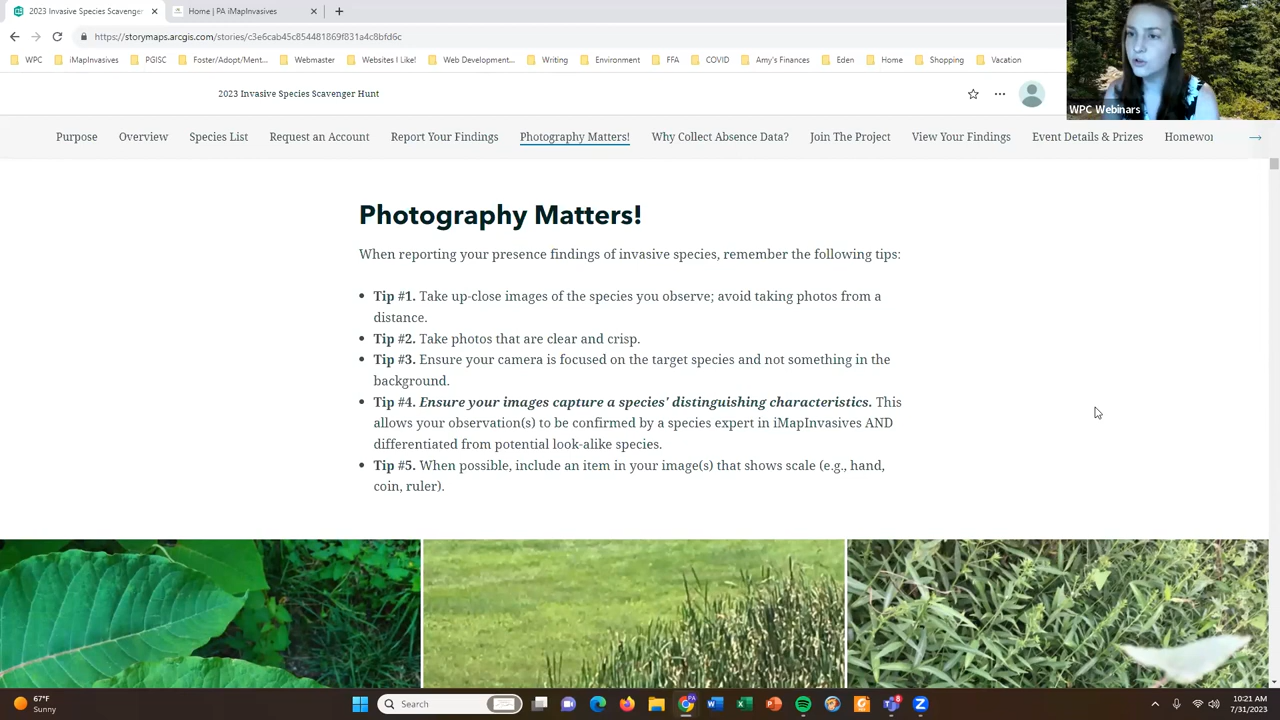 2023 Invasive Species Scavenger
Home | PA iMapInvasives
https://storymaps.arcgis.com/stories/c3e6cab45c854481869f831a4c8bfd6c
WPC iMapInvasives PGISC Foster/Adopt/Ment... Webmaster Websites I Like! Web Development... Writing Environment FFA COVID Amy's Finances Eden Home Shopping Vacation
WPC Webinars
2023 Invasive Species Scavenger Hunt
Purpose Overview Species List Request an Account Report Your Findings Photography Matters! Why Collect Absence Data? Join The Project View Your Findings Event Details & Prizes Homewor
Photography Matters!
When reporting your presence findings of invasive species, remember the following tips:
• Tip #1. Take up-close images of the species you observe; avoid taking photos from a
distance.
• Tip #2. Take photos that are clear and crisp.
• Tip #3. Ensure your camera is focused on the target species and not something in the
background.
• Tip #4. Ensure your images capture a species' distinguishing characteristics. This
allows your observation(s) to be confirmed by a species expert in iMapInvasives AND
differentiated from potential look-alike species.
• Tip #5. When possible, include an item in your image(s) that shows scale (e.g., hand,
coin, ruler).
67°F
Sunny
Search
PA
8
10:21 AM
7/31/2023